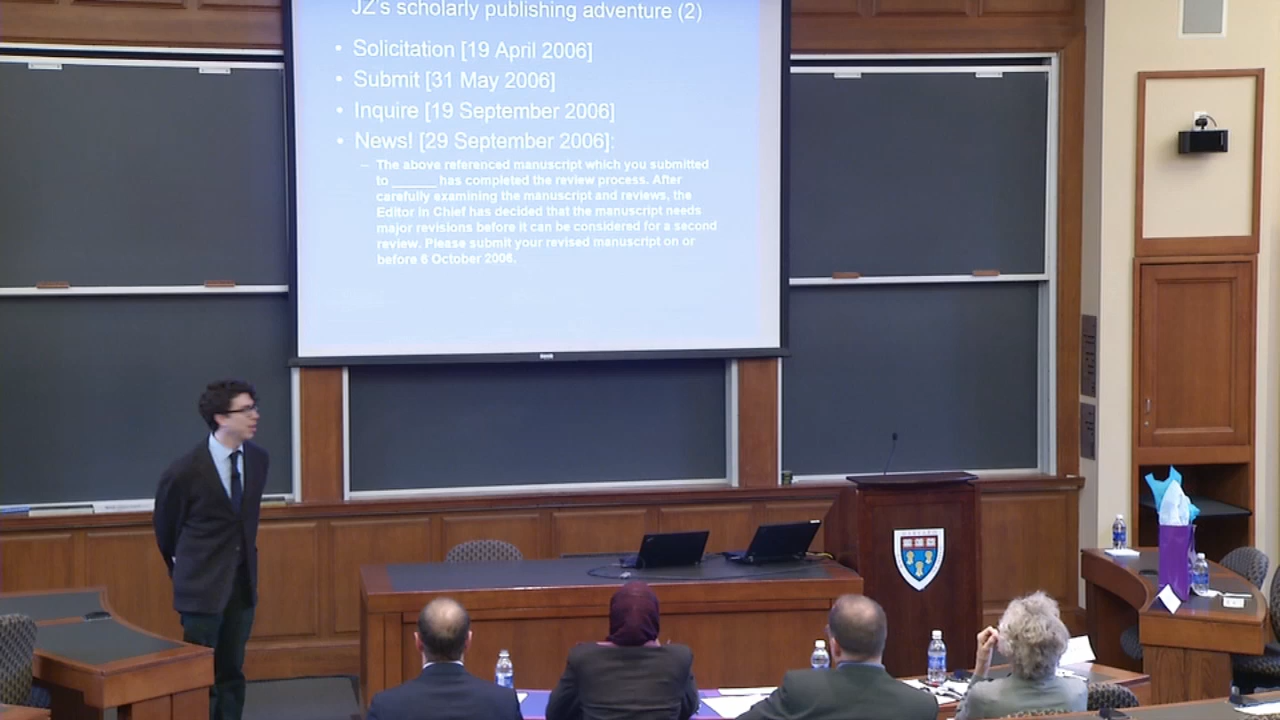 JZ's scholarly publishing adventure (2)
• Solicitation [19 April 2006]
• Submit [31 May 2006]
• Inquire [19 September 2006]
• News! [29 September 2006]:
– The above referenced manuscript which you submitted
to ______ has completed the review process. After
carefully examining the manuscript and reviews, the
Editor in Chief has decided that the manuscript needs
major revisions before it can be considered for a second
review. Please submit your revised manuscript on or
before 6 October 2006.